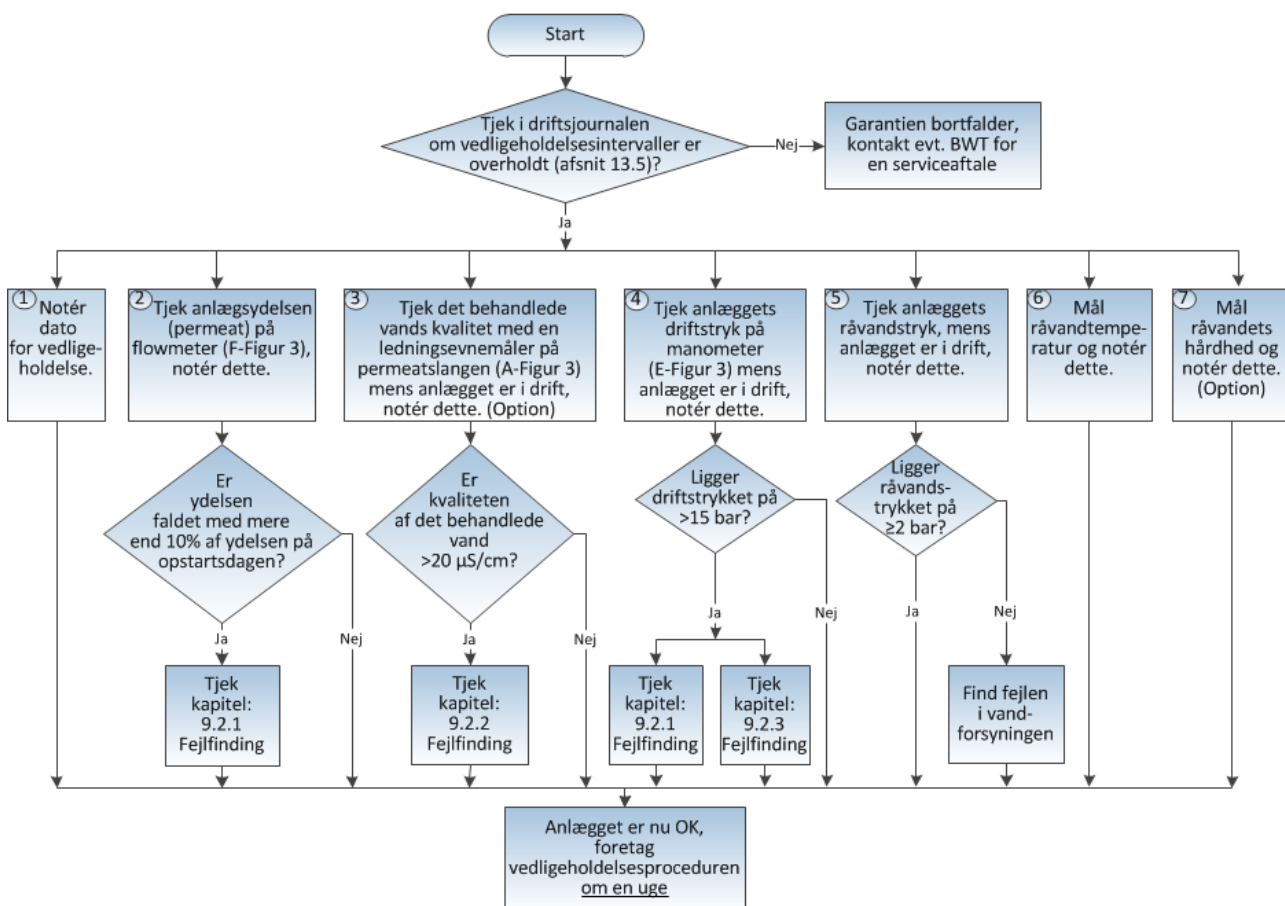 Start
Tjek i driftsjournalen
om vedligeholdelsesintervaller er
overholdt (afsnit 13.5)?
Nej
Garantien bortfalder,
kontakt evt. BWT for
en serviceaftale
Ja
1
Notér
dato
for vedlige-
holdelse.
2
Tjek anlægsydelsen
(permeat) på
flowmeter (F-Figur 3),
notér dette.
3
Tjek det behandlede
vands kvalitet med en
ledningsevnemåler på
permeatslangen (A-Figur 3)
mens anlægget er i drift,
notér dette. (Option)
4
Tjek anlæggets
driftstryk på
manometer
(E-Figur 3) mens
anlægget er i drift,
notér dette.
5
Tjek anlæggets
råvandstryk, mens
anlægget er i drift,
notér dette.
6
Mål
råvandtempe-
ratur og notér
dette.
7
Mål
råvandets
hårdhed og
notér dette.
(Option)
Er
ydelsen
faldet med mere
end 10% af ydelsen på
opstartsdagen?
Ja
Nej
Er
kvaliteten
af det behandlede
vand
>20 µS/cm?
Ja
Nej
Ligger
driftstrykket på
>15 bar?
Ja
Nej
Ligger
råvands-
trykket på
≥2 bar?
Ja
Nej
Tjek
kapitel:
9.2.1
Fejlfinding
Tjek
kapitel:
9.2.2
Fejlfinding
Tjek
kapitel:
9.2.1
Fejlfinding
Tjek
kapitel:
9.2.3
Fejlfinding
Find fejlen
i vand-
forsyningen
Anlægget er nu OK,
foretag
vedligeholdelsesproceduren
om en uge